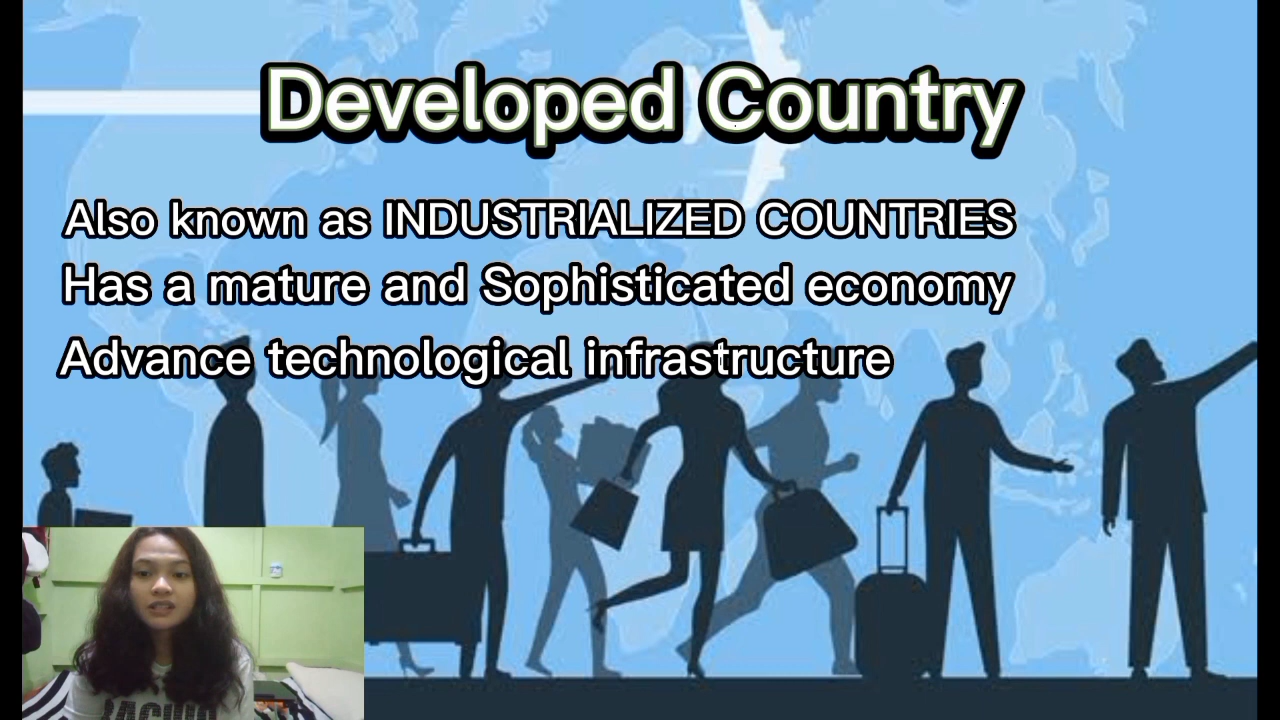 Developed Country
Also known as INDUSTRIALIZED COUNTRIES
Has a mature and Sophisticated economy
Advance technological infrastructure